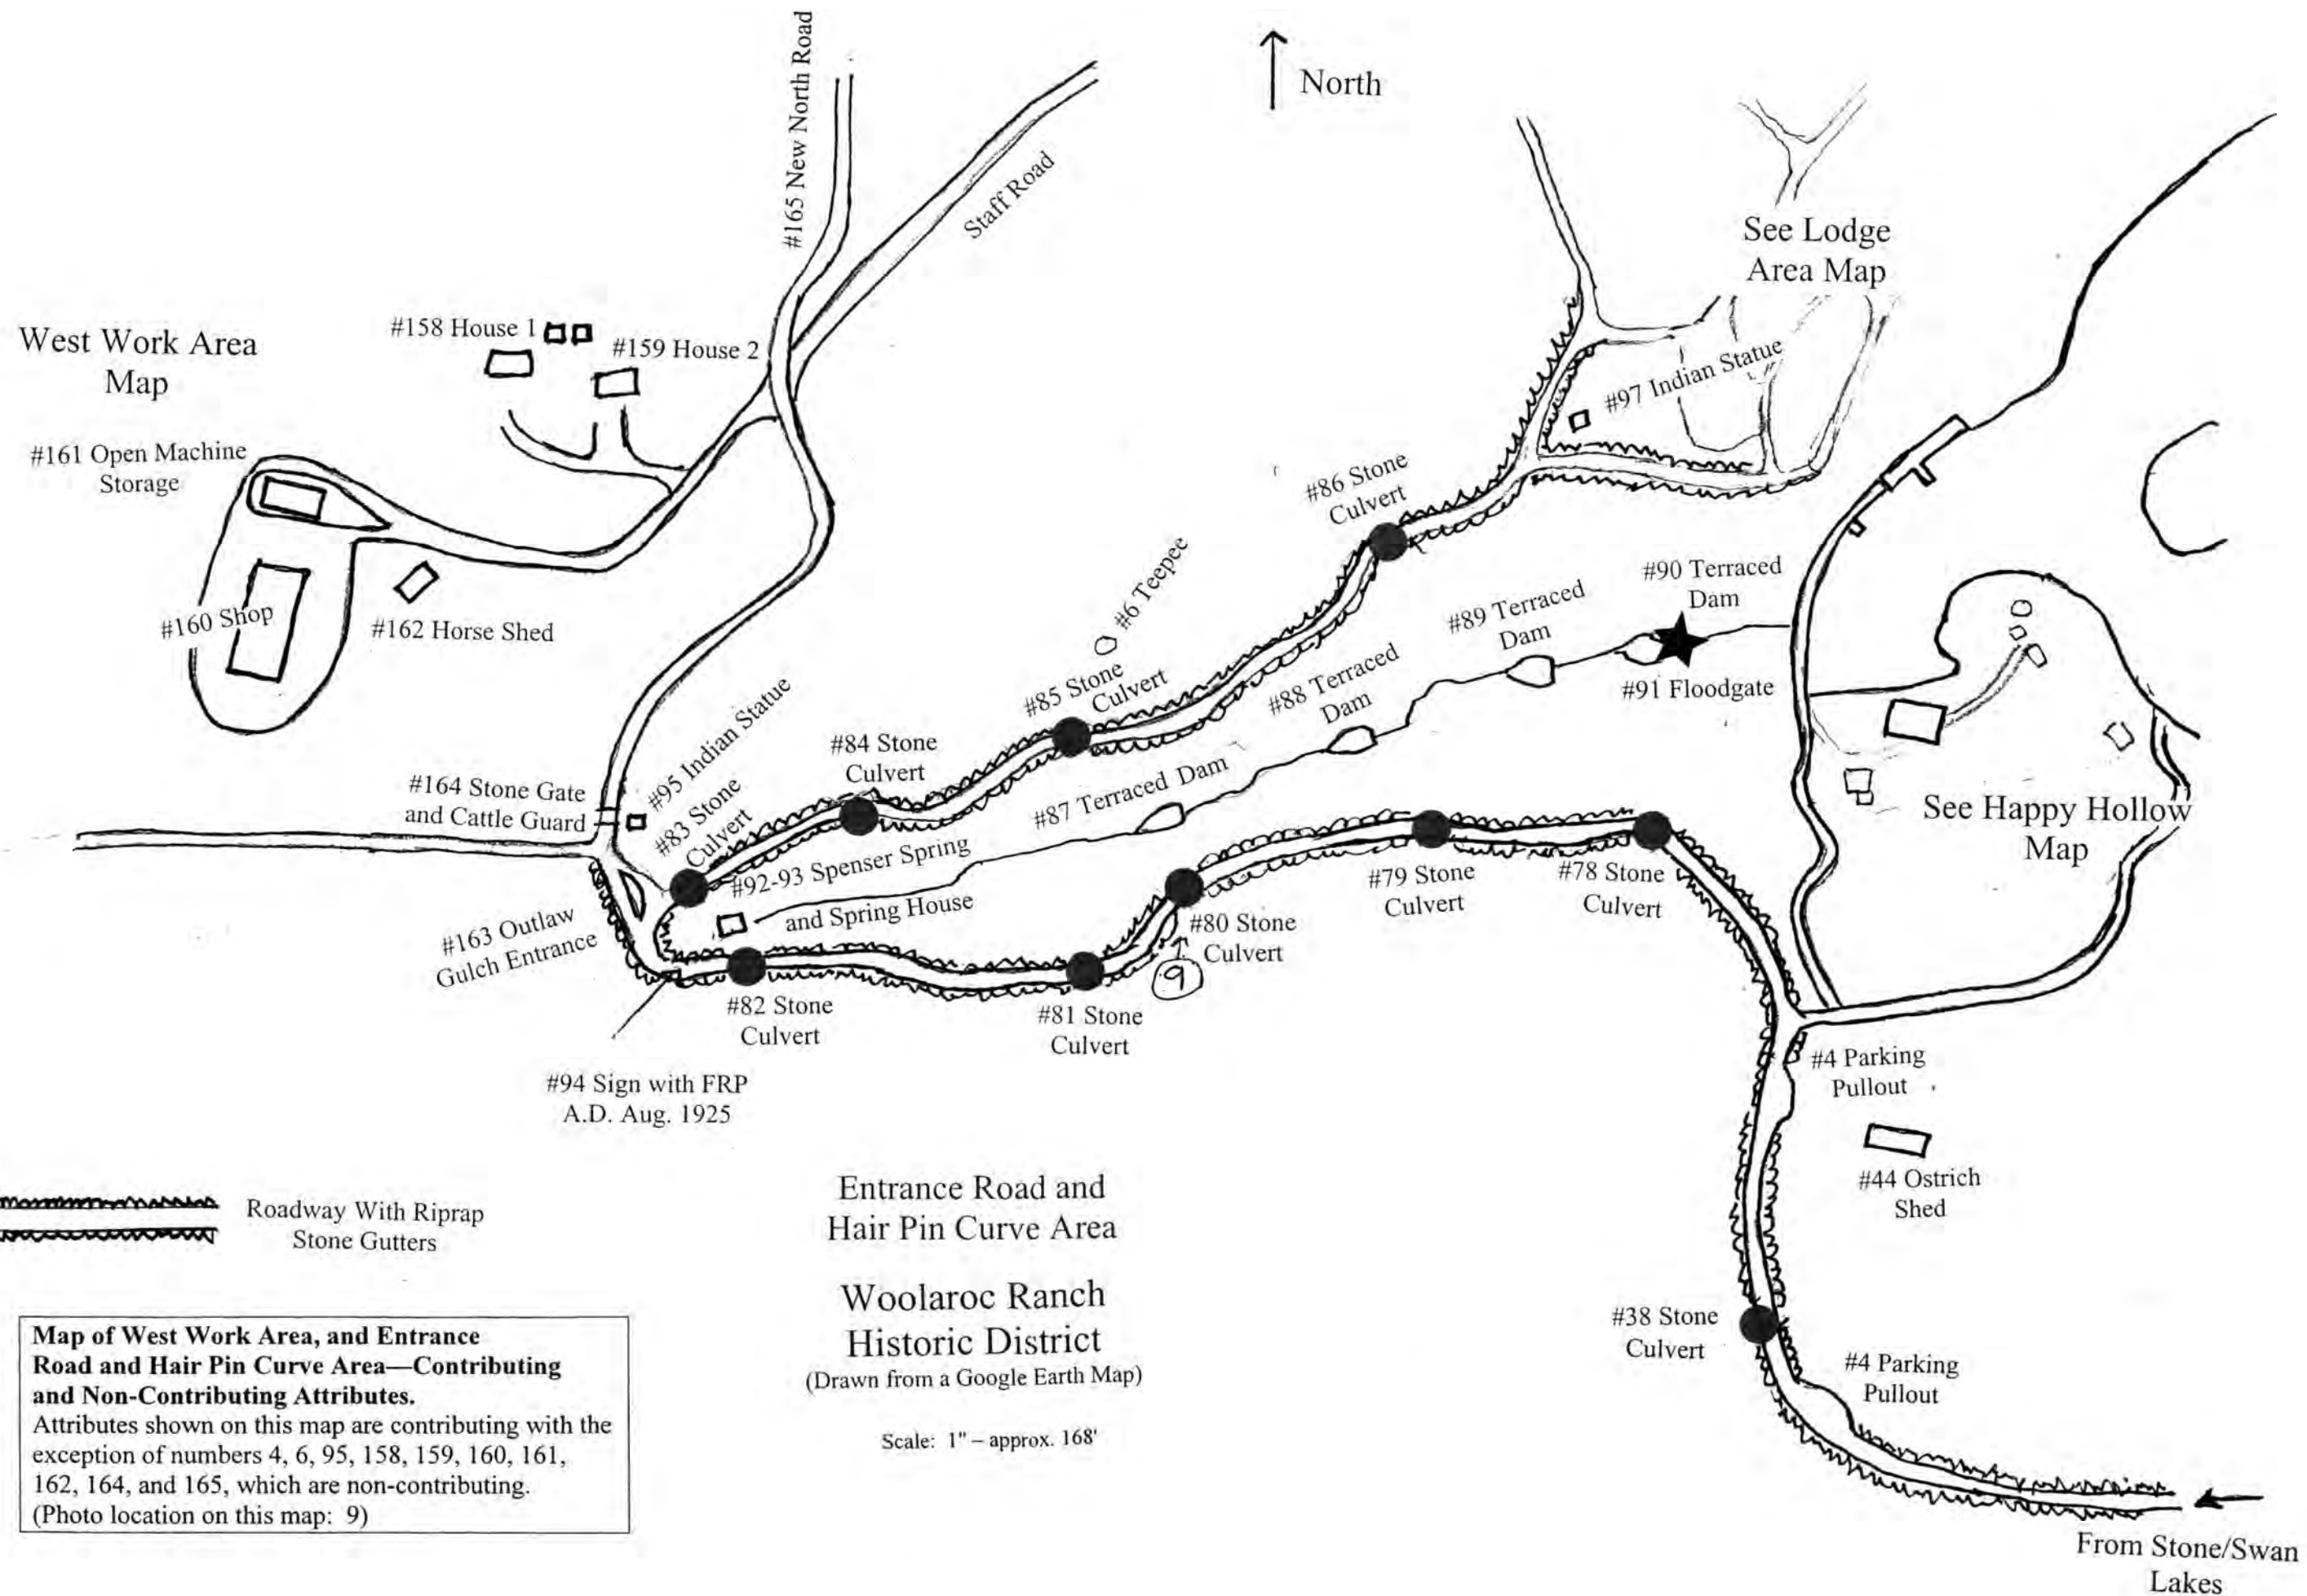 #165 New North Road
North
Staff Road
See Lodge
Area Map
West Work Area
Map
#158 House 1
#159 House 2
#97 Indian Statue
#161 Open Machine
Storage
#86 Stone
Culvert
#160 Shop
#162 Horse Shed
#6 Teepee
#90 Terraced
Dam
#89 Terraced
Dam
#91 Floodgate
#88 Terraced
Dam
#85 Stone
Culvert
#95 Indian Statue
#84 Stone
Culvert
#164 Stone Gate
and Cattle Guard
#83 Stone
Culvert
#87 Terraced Dam
See Happy Hollow
Map
#92-93 Spenser Spring
and Spring House
#79 Stone
Culvert
#78 Stone
Culvert
#163 Outlaw
Gulch Entrance
#80 Stone
Culvert
9
#82 Stone
Culvert
#81 Stone
Culvert
#94 Sign with FRP
A.D. Aug. 1925
#4 Parking
Pullout
#44 Ostrich
Shed
Roadway With Riprap
Stone Gutters
Entrance Road and
Hair Pin Curve Area
Woolaroc Ranch
Historic District
(Drawn from a Google Earth Map)
Scale: 1" – approx. 168'
#38 Stone
Culvert
#4 Parking
Pullout
Map of West Work Area, and Entrance
Road and Hair Pin Curve Area—Contributing
and Non-Contributing Attributes.
Attributes shown on this map are contributing with the
exception of numbers 4, 6, 95, 158, 159, 160, 161,
162, 164, and 165, which are non-contributing.
(Photo location on this map: 9)
From Stone/Swan
Lakes